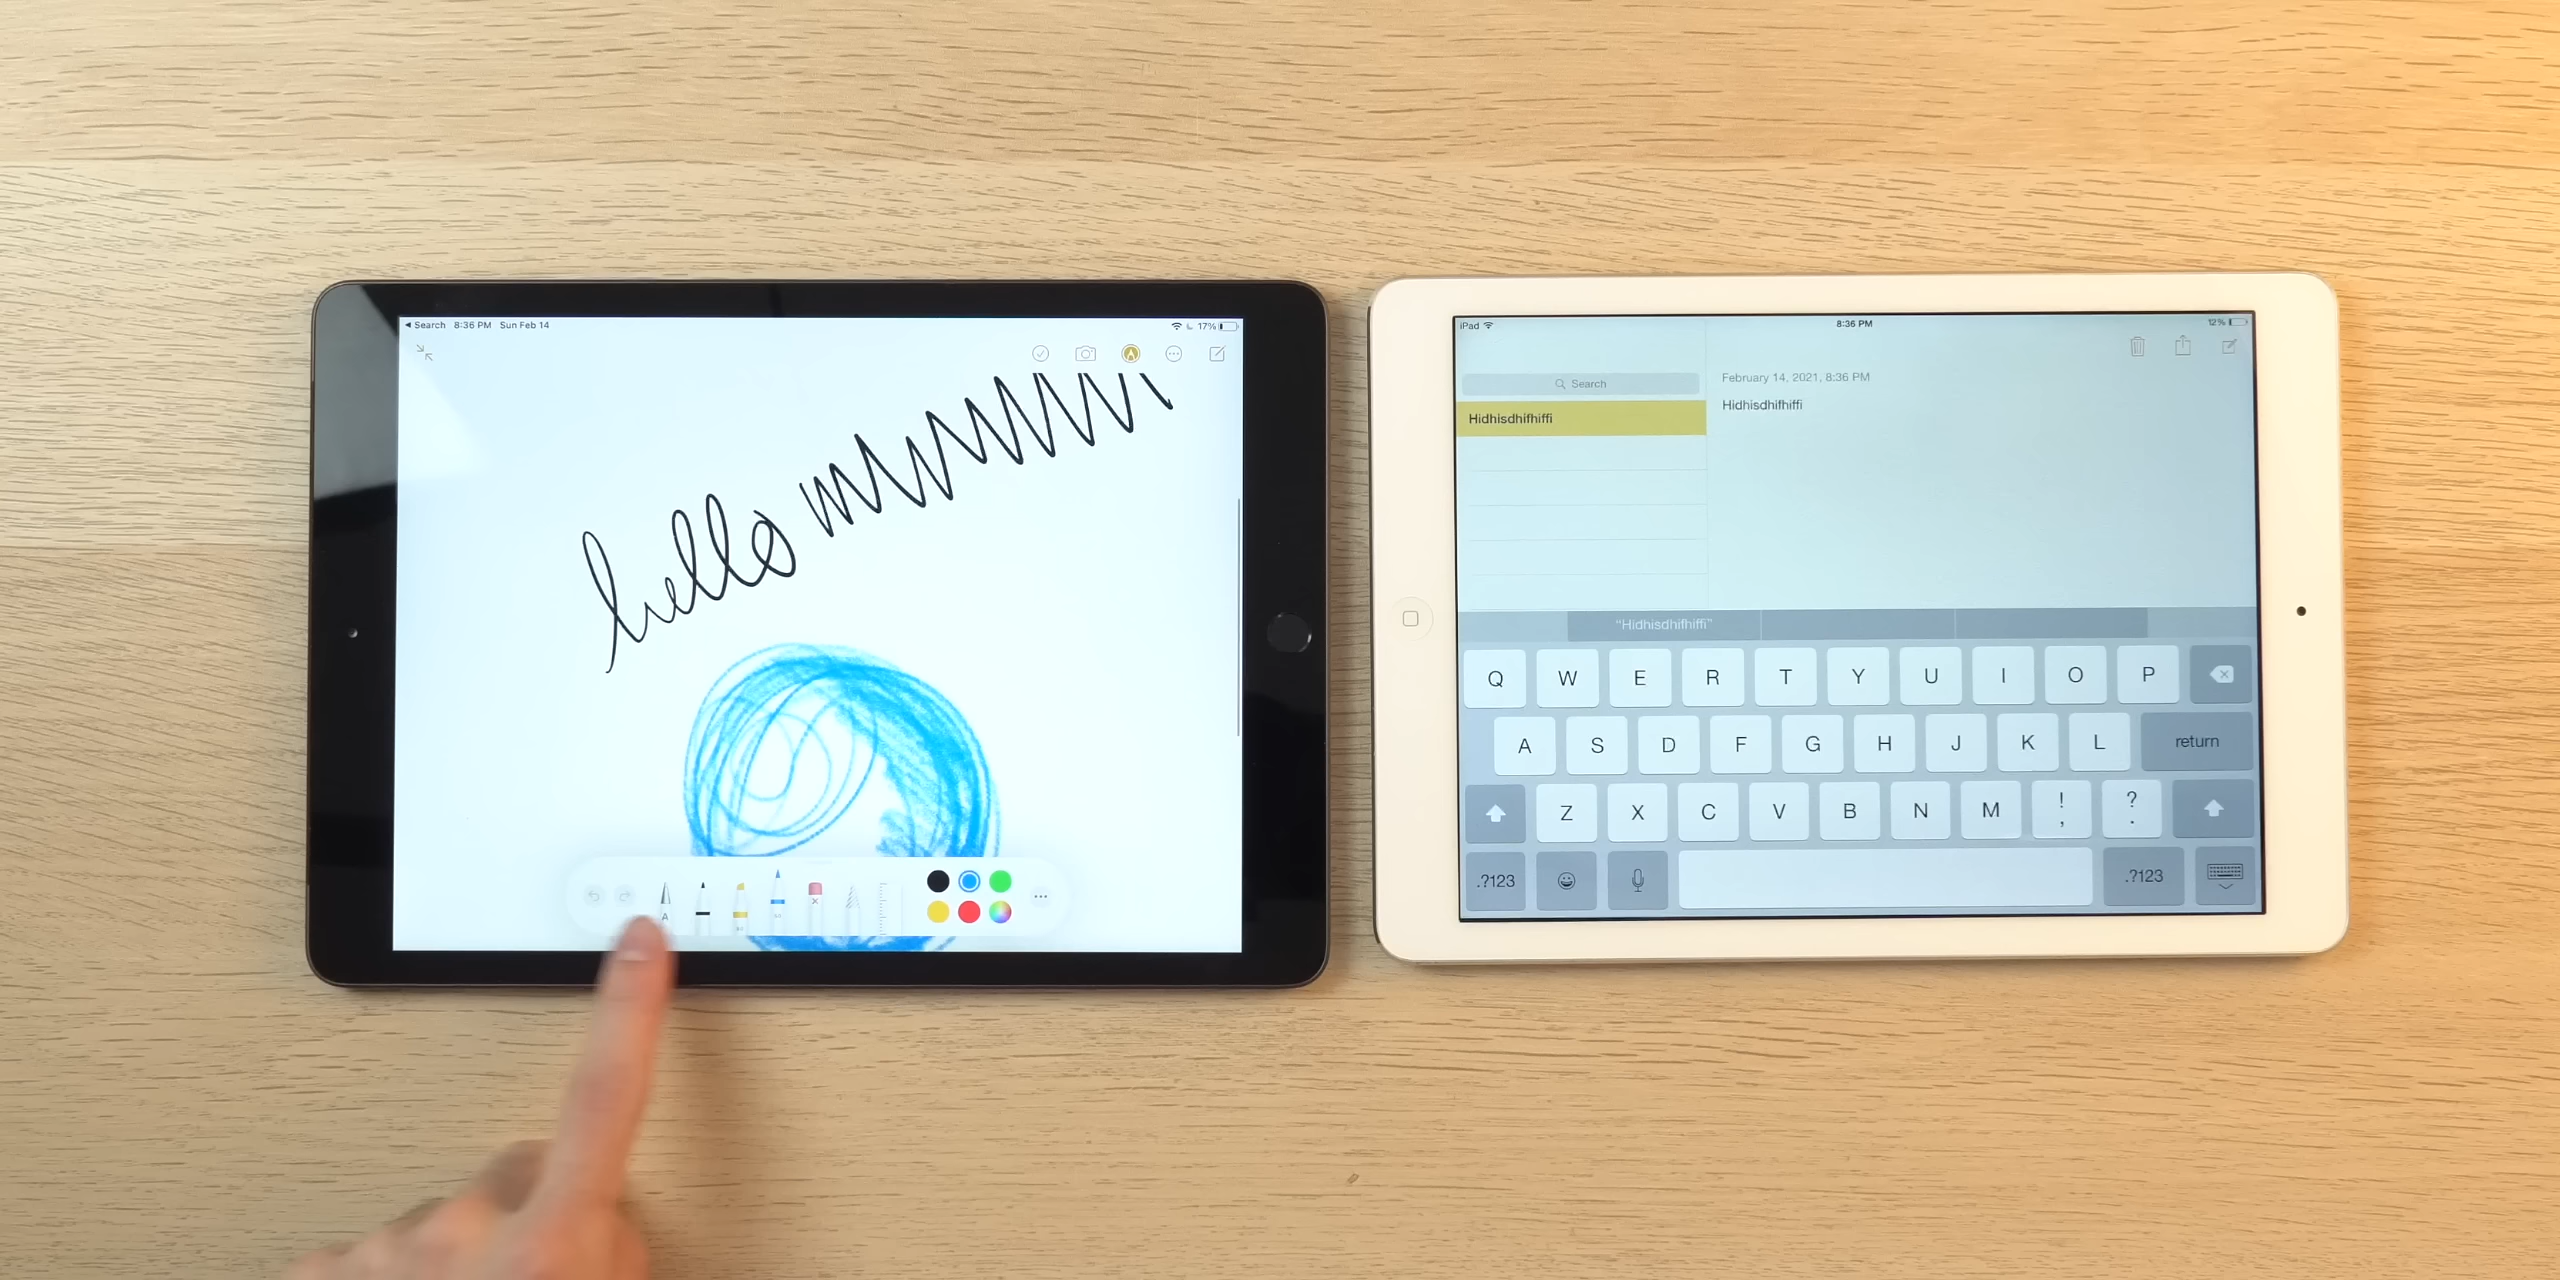 Search 8:36 PM Sun Feb 14
17%
hello
A
iPad
8:36 PM
12%
Search
Hidhisdhifhiffi
February 14, 2021, 8:36 PM
Hidhisdhifhiffi
"Hidhisdhifhiffi"
Q W E R T Y U I O P
A S D F G H J K L return
Z X C V B N M ! , ? .
.?123 .?123